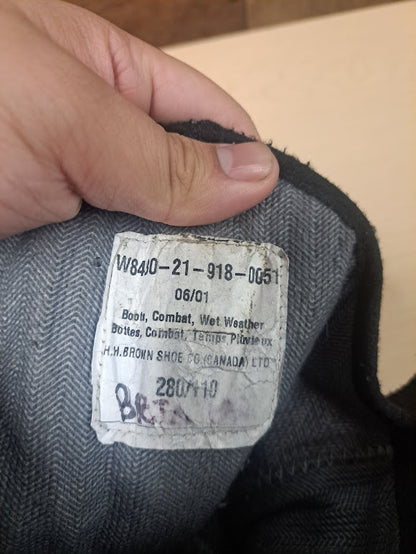 W8430-21-918-0051
06/01
Boots, Combat, Wet Weather
Bottes, Combat, Temps Pluvieux
H.H.BROWN SHOE CO (CANADA) LTD
280/110